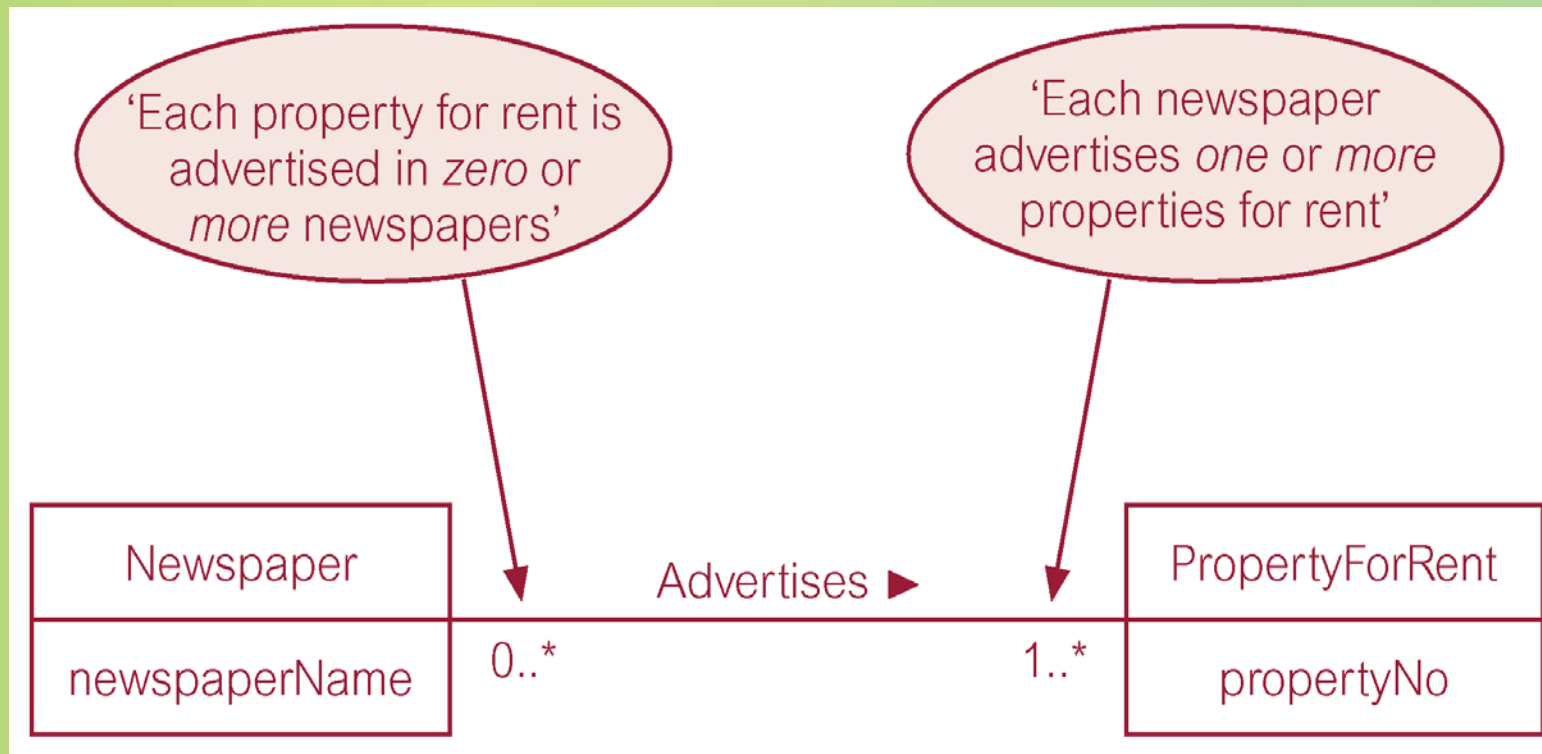 ‘Each property for rent is
advertised in zero or
more newspapers’
‘Each newspaper
advertises one or more
properties for rent’
Newspaper
newspaperName
0..*
Advertises ►
1..*
PropertyForRent
propertyNo